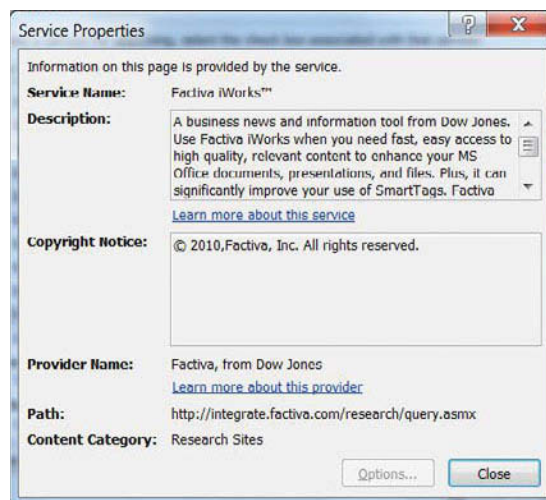 Service Properties
Information on this page is provided by the service.
Service Name: Factiva iWorks™
Description: A business news and information tool from Dow Jones.
Use Factiva iWorks when you need fast, easy access to
high quality, relevant content to enhance your MS
Office documents, presentations, and files. Plus, it can
significantly improve your use of SmartTags. Factiva
Learn more about this service
Copyright Notice: © 2010,Factiva, Inc. All rights reserved.
Provider Name: Factiva, from Dow Jones
Learn more about this provider
Path: http://integrate.factiva.com/research/query.asmx
Content Category: Research Sites
Options... Close